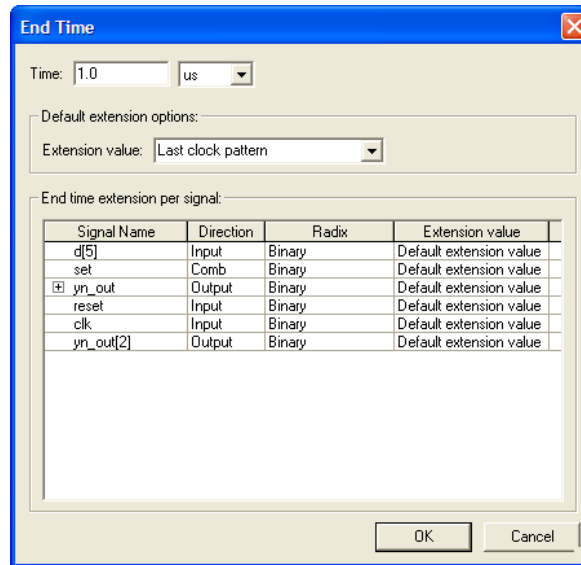 End Time
Time: 1.0 us
Default extension options:
Extension value: Last clock pattern
End time extension per signal:
Signal Name Direction Radix Extension value
d[5] Input Binary Default extension value
set Comb Binary Default extension value
yn_out Output Binary Default extension value
reset Input Binary Default extension value
clk Input Binary Default extension value
yn_out[2] Output Binary Default extension value
OK Cancel